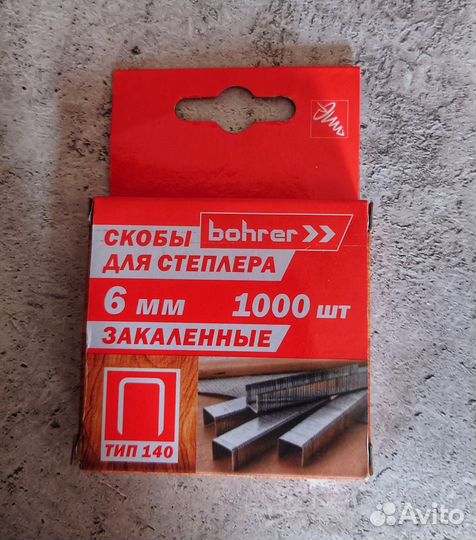 СКОБЫ bohrer
ДЛЯ СТЕПЛЕРА
6 мм 1000 шт
ЗАКАЛЕННЫЕ
ТИП 140
Avito